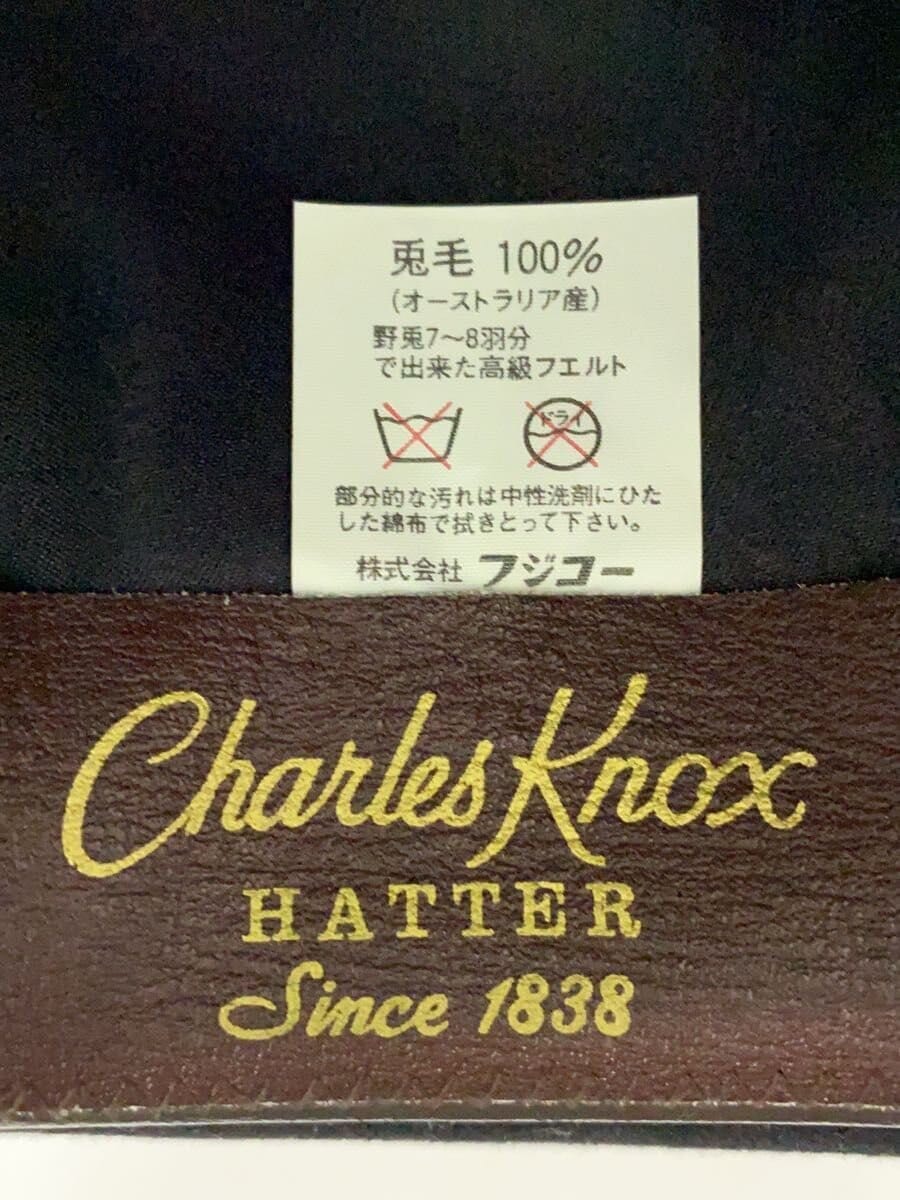 兎毛 100%
(オーストラリア産)
野兎7〜8羽分
で出来た高級フエルト
ドライ
部分的な汚れは中性洗剤にひた
した綿布で拭きとって下さい。
株式会社 フジコー
Charles Knox
HATTER
Since 1838